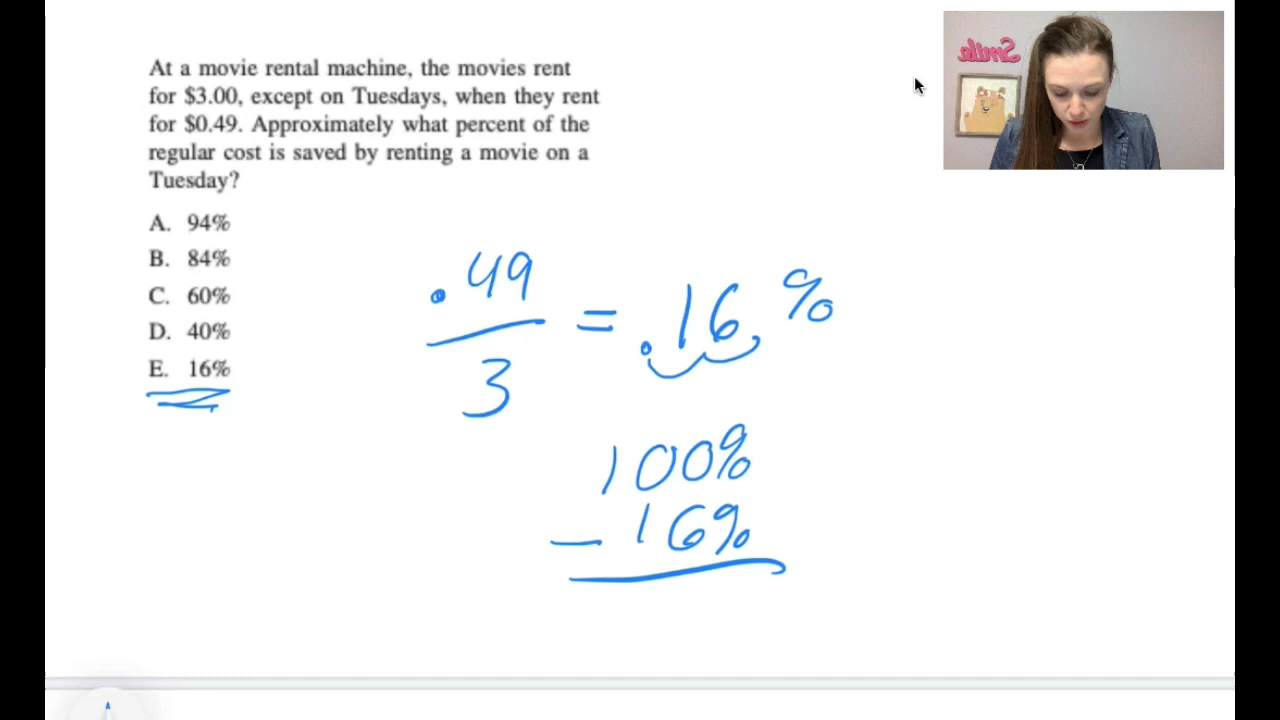 At a movie rental machine, the movies rent
for $3.00, except on Tuesdays, when they rent
for $0.49. Approximately what percent of the
regular cost is saved by renting a movie on a
Tuesday?
A. 94%
B. 84%
C. 60%
D. 40%
E. 16%
.49
3
= .16. %
100%
- 16%
Smile